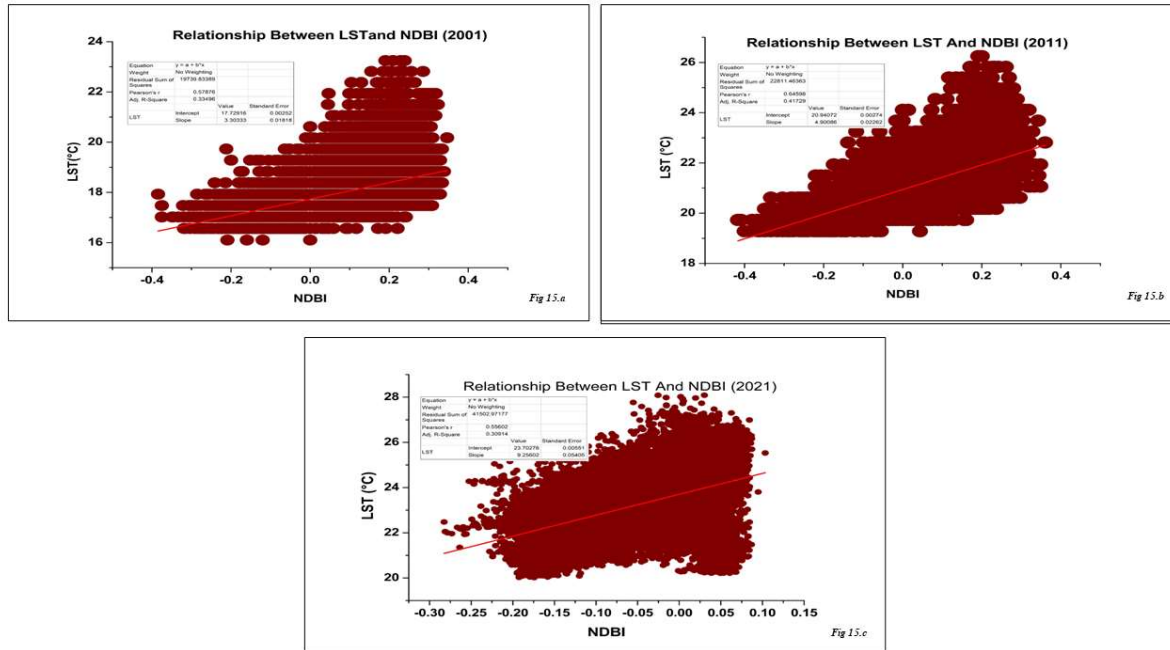 Relationship Between LSTand NDBI (2001)
Equation y = a + b*x
Weight No Weighting
Residual Sum of Squares 19730.83389
Pearson's r 0.57876
Adj. R-Square 0.33496
Value Standard Error
LST Intercept 17.72916 0.00202
Slope 3.30333 0.01818
24
22
20
18
16
LST(°C)
-0.4 -0.2 0.0 0.2 0.4
NDBI
Fig 15.a
Relationship Between LST And NDBI (2011)
Equation y = a + b*x
Weight No Weighting
Residual Sum of Squares 22811.46363
Pearson's r 0.64598
Adj. R-Square 0.41729
Value Standard Error
LST Intercept 20.94072 0.00274
Slope 4.90086 0.02262
26
24
22
20
18
LST (°C)
-0.4 -0.2 0.0 0.2 0.4
NDBI
Fig 15.b
Relationship Between LST And NDBI (2021)
Equation y = a + b*x
Weight No Weighting
Residual Sum of Squares 41502.97177
Pearson's r 0.55602
Adj. R-Square 0.30914
Value Standard Error
LST Intercept 23.70276 0.00551
Slope 9.25602 0.05406
28
26
24
22
20
LST (°C)
-0.30 -0.25 -0.20 -0.15 -0.10 -0.05 0.00 0.05 0.10 0.15
NDBI
Fig 15.c